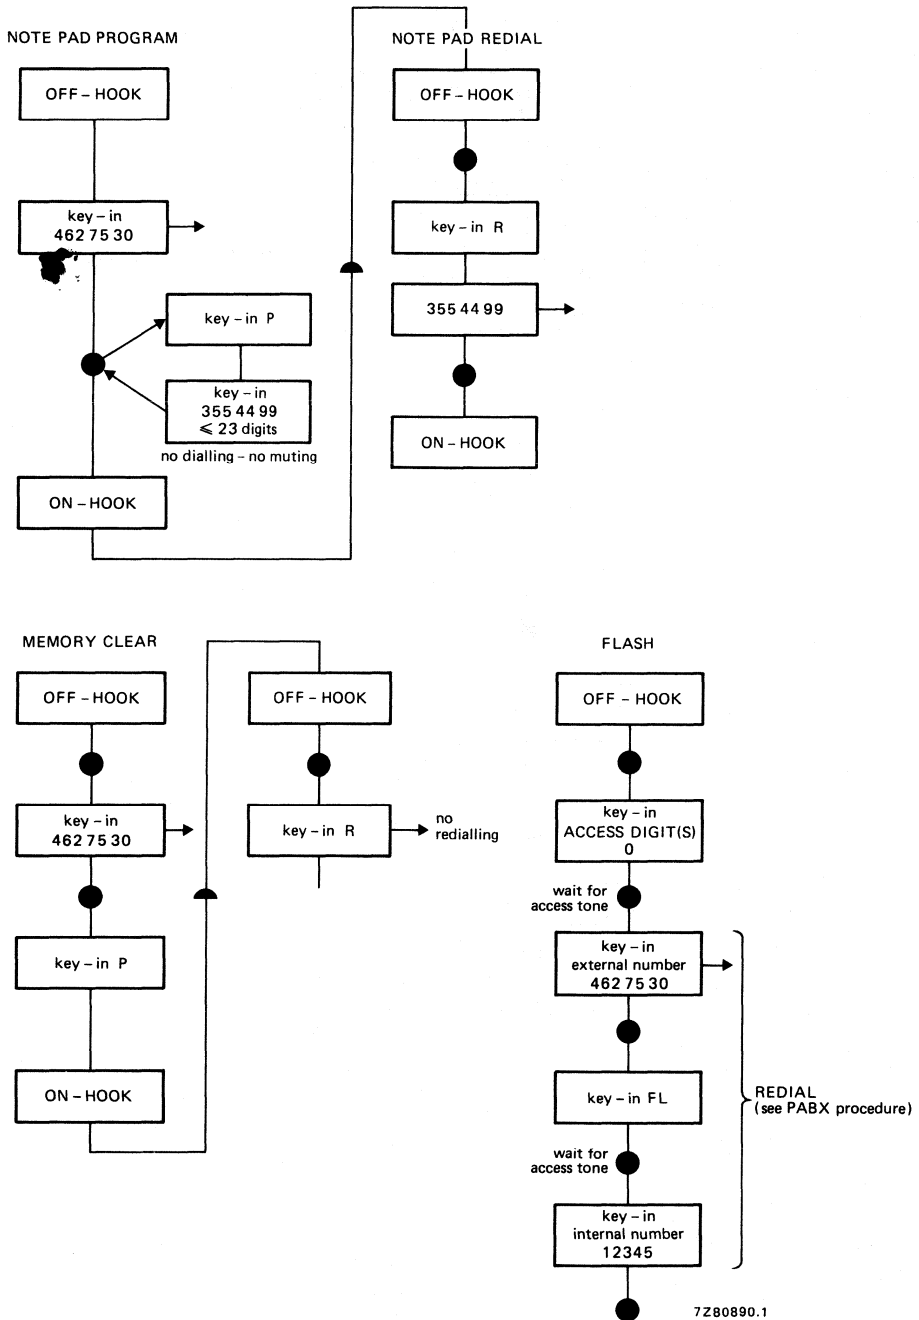 NOTE PAD PROGRAM
OFF – HOOK
key – in
462 75 30
key – in P
key – in
355 44 99
⩽ 23 digits
no dialling – no muting
ON – HOOK
NOTE PAD REDIAL
OFF – HOOK
key – in R
355 44 99
ON – HOOK
MEMORY CLEAR
OFF – HOOK
key – in
462 75 30
key – in P
ON – HOOK
OFF – HOOK
key – in R
no
redialling
FLASH
OFF – HOOK
key – in
ACCESS DIGIT(S)
0
wait for
access tone
key – in
external number
462 75 30
key – in FL
wait for
access tone
key – in
internal number
12345
REDIAL
(see PABX procedure)
7Z80890.1